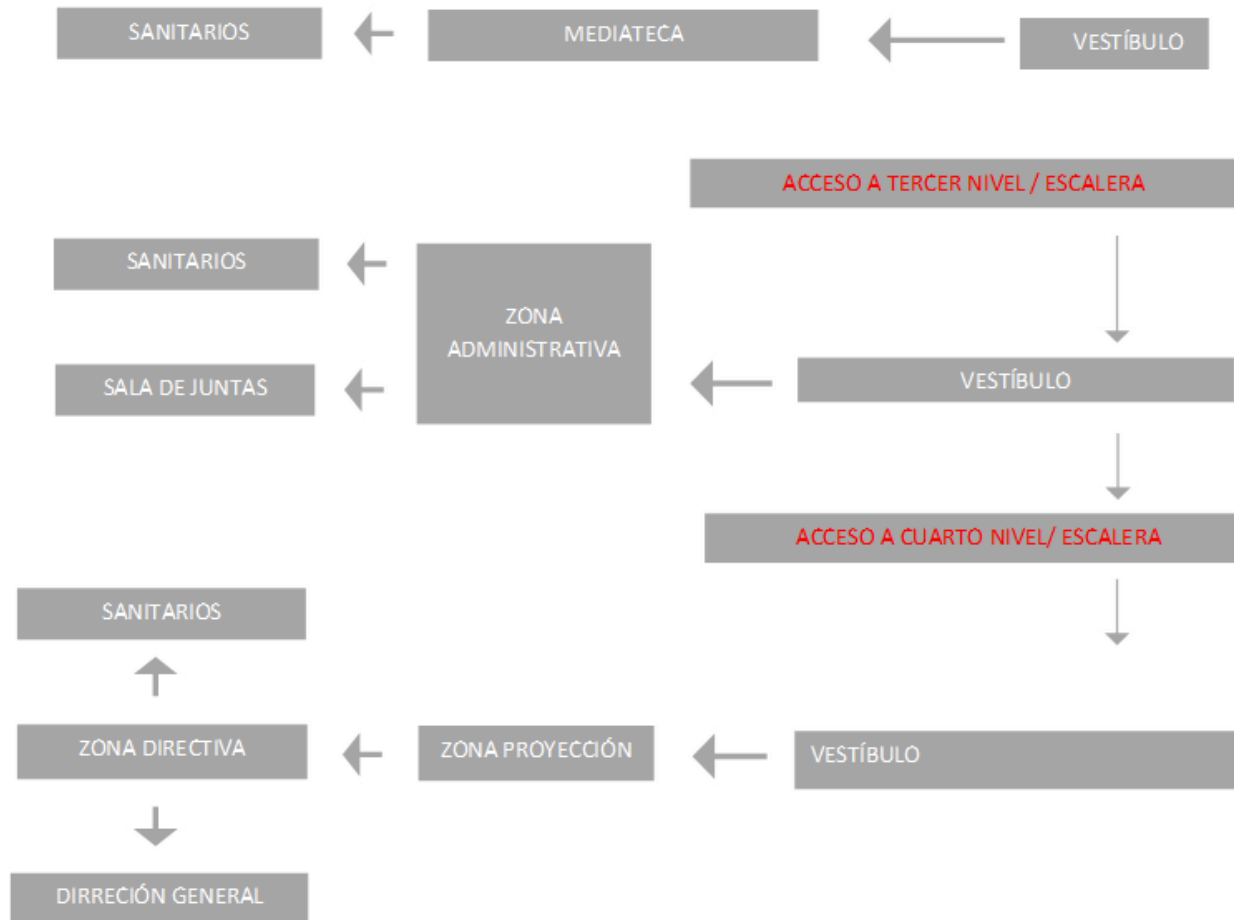 SANITARIOS
MEDIATECA
VESTÍBULO
ACCESO A TERCER NIVEL / ESCALERA
SANITARIOS
ZONA
ADMINISTRATIVA
SALA DE JUNTAS
VESTÍBULO
ACCESO A CUARTO NIVEL/ ESCALERA
SANITARIOS
ZONA DIRECTIVA
ZONA PROYECCIÓN
VESTÍBULO
DIRRECIÓN GENERAL